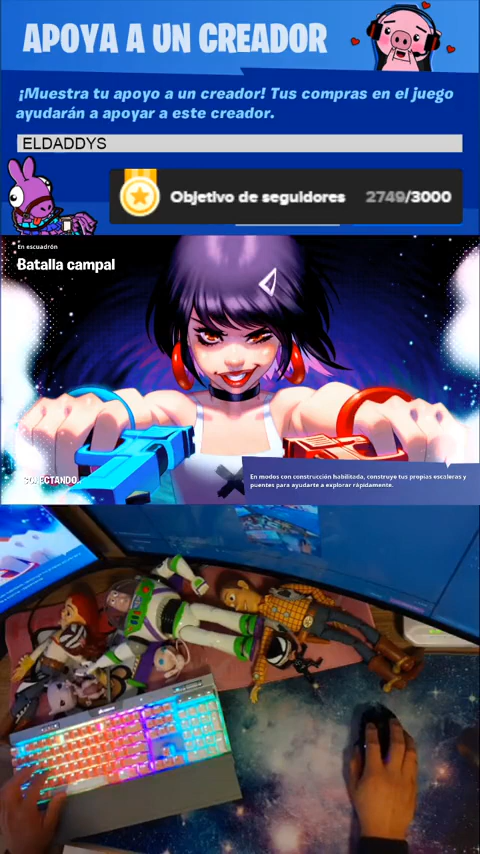 APOYA A UN CREADOR
¡Muestra tu apoyo a un creador! Tus compras en el juego
ayudarán a apoyar a este creador.
ELDADDYS
Objetivo de seguidores 2749/3000
En escuadrón
Batalla campal
En modos con construcción habilitada, construye tus propias escaleras y
puentes para ayudarte a explorar rápidamente.